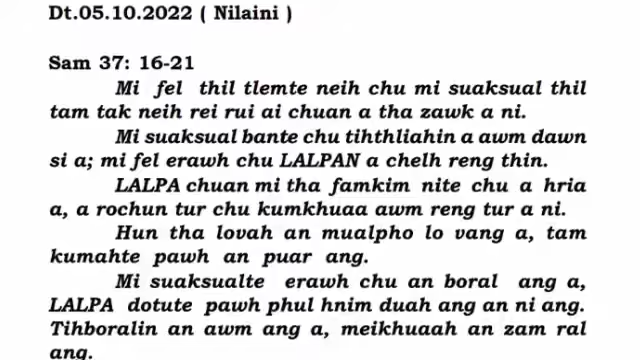 Dt.05.10.2022 ( Nilaini )
Sam 37: 16-21
Mi fel thil tlemte neih chu mi suaksual thil
tam tak neih rei rui ai chuan a tha zawk a ni.
Mi suaksual bante chu tihthliahin a awm dawn
si a; mi fel erawh chu LALPAN a chelh reng thin.
LALPA chuan mi tha famkim nite chu a hria
a, a rochun tur chu kumkhuaa awm reng tur a ni.
Hun tha lovah an mualpho lo vang a, tam
kumahte pawh an puar ang.
Mi suaksualte erawh chu an boral ang a,
LALPA dotute pawh phul hnim duah ang an ni ang.
Tihboralin an awm ang a, meikhuaah an zam ral
ang.